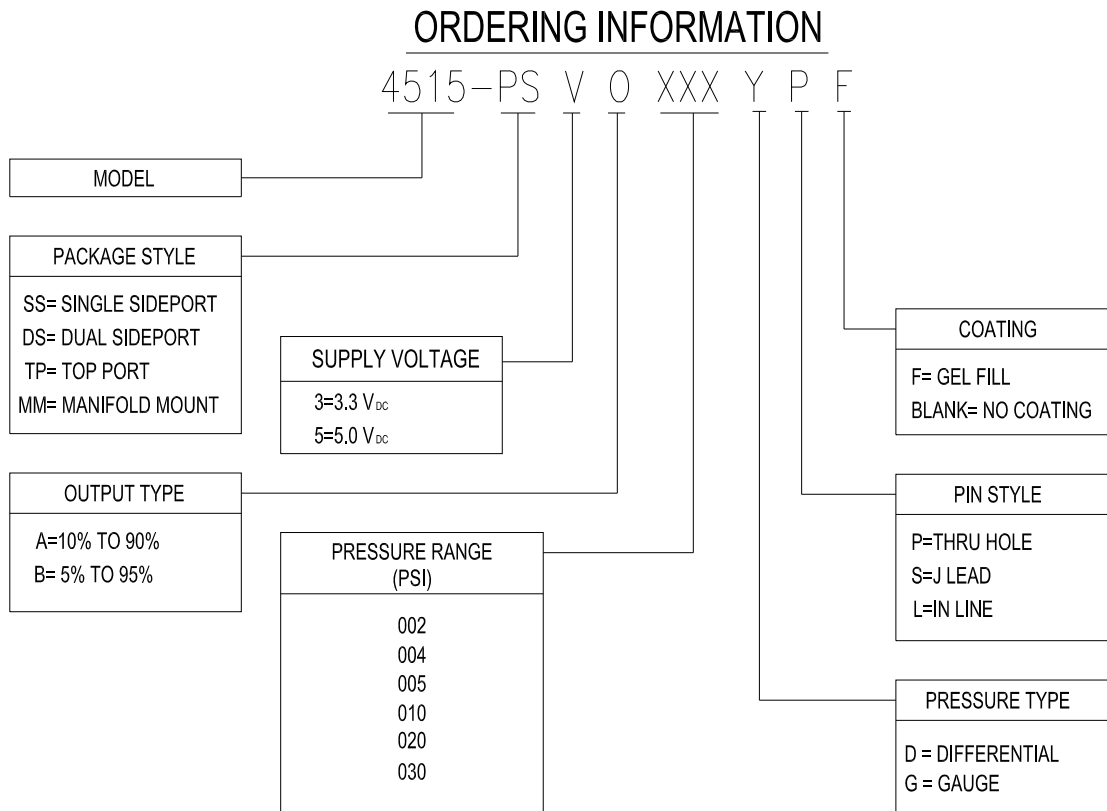 ORDERING INFORMATION
4515-PS V O XXX Y P F
MODEL
PACKAGE STYLE
SS= SINGLE SIDEPORT
DS= DUAL SIDEPORT
TP= TOP PORT
MM= MANIFOLD MOUNT
SUPPLY VOLTAGE
3=3.3 VDC
5=5.0 VDC
OUTPUT TYPE
A=10% TO 90%
B= 5% TO 95%
PRESSURE RANGE
(PSI)
002
004
005
010
020
030
COATING
F= GEL FILL
BLANK= NO COATING
PIN STYLE
P=THRU HOLE
S=J LEAD
L=IN LINE
PRESSURE TYPE
D = DIFFERENTIAL
G = GAUGE